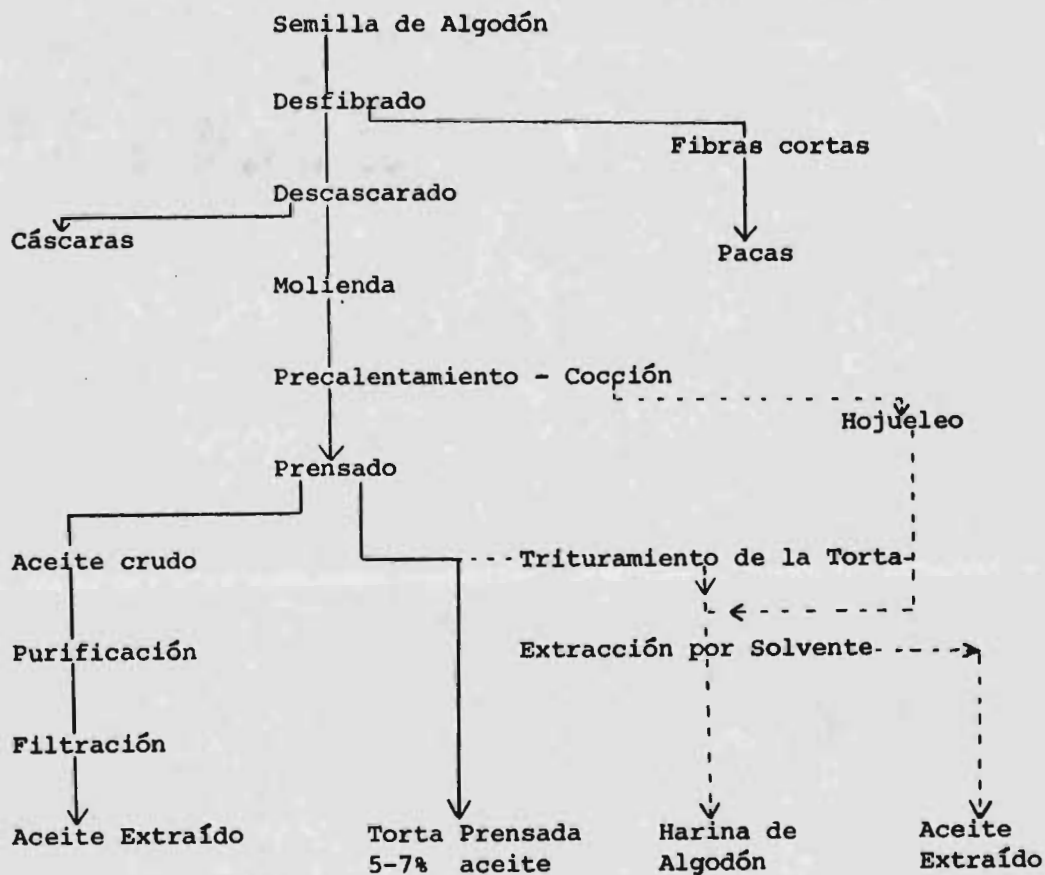 Semilla de Algodón
Desfibrado
Fibras cortas
Descascarado
Cáscaras
Pacas
Molienda
Precalentamiento - Cocción
Hojueleo
Prensado
Aceite crudo
Trituramiento de la Torta
Purificación
Extracción por Solvente
Filtración
Aceite Extraído
Torta Prensada
5-7% aceite
Harina de
Algodón
Aceite
Extraído